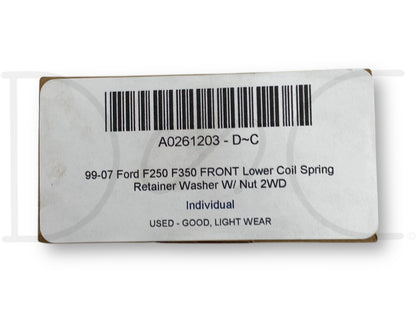 A0261203 - D~C
99-07 Ford F250 F350 FRONT Lower Coil Spring
Retainer Washer W/ Nut 2WD
Individual
USED - GOOD, LIGHT WEAR